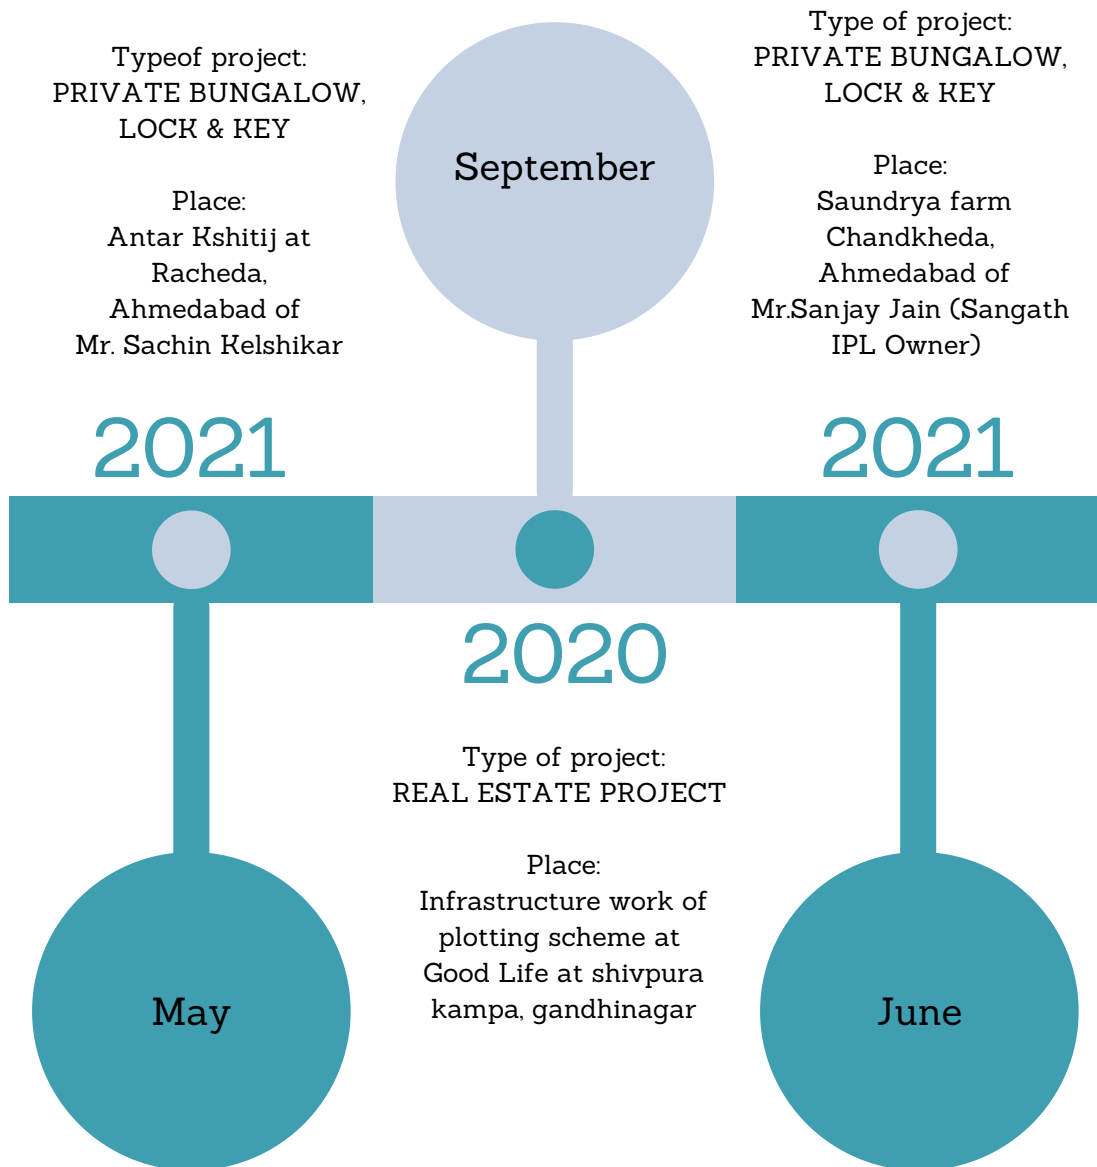 Typeof project:
PRIVATE BUNGALOW,
LOCK & KEY
Place:
Antar Kshitij at
Racheda,
Ahmedabad of
Mr. Sachin Kelshikar
2021
May
September
2020
Type of project:
REAL ESTATE PROJECT
Place:
Infrastructure work of
plotting scheme at
Good Life at shivpura
kampa, gandhinagar
Type of project:
PRIVATE BUNGALOW,
LOCK & KEY
Place:
Saundrya farm
Chandkheda,
Ahmedabad of
Mr.Sanjay Jain (Sangath
IPL Owner)
2021
June